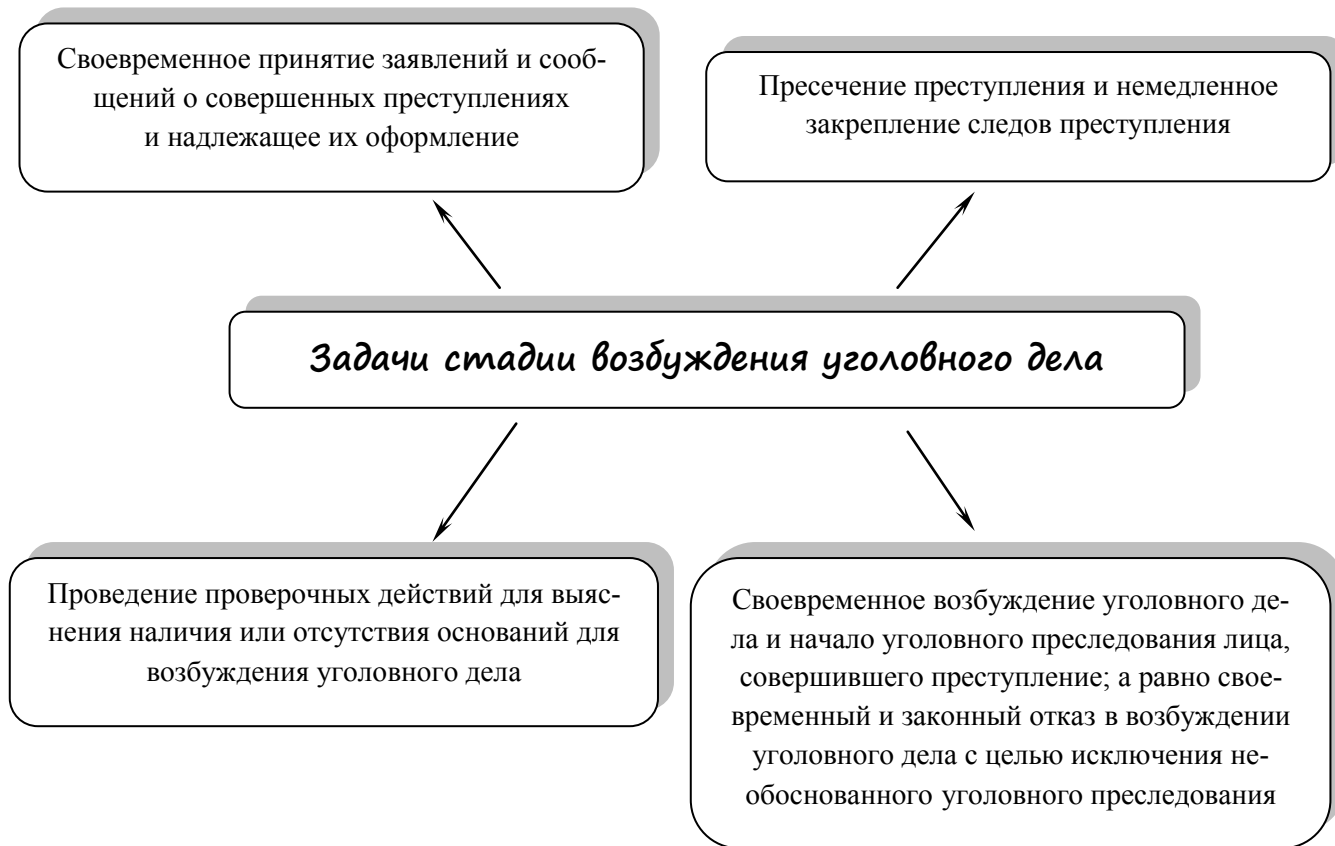 Своевременное принятие заявлений и сооб-
щений о совершенных преступлениях
и надлежащее их оформление
Пресечение преступления и немедленное
закрепление следов преступления
Задачи стадии возбуждения уголовного дела
Проведение проверочных действий для выяс-
нения наличия или отсутствия оснований для
возбуждения уголовного дела
Своевременное возбуждение уголовного де-
ла и начало уголовного преследования лица,
совершившего преступление; а равно свое-
временный и законный отказ в возбуждении
уголовного дела с целью исключения не-
обоснованного уголовного преследования